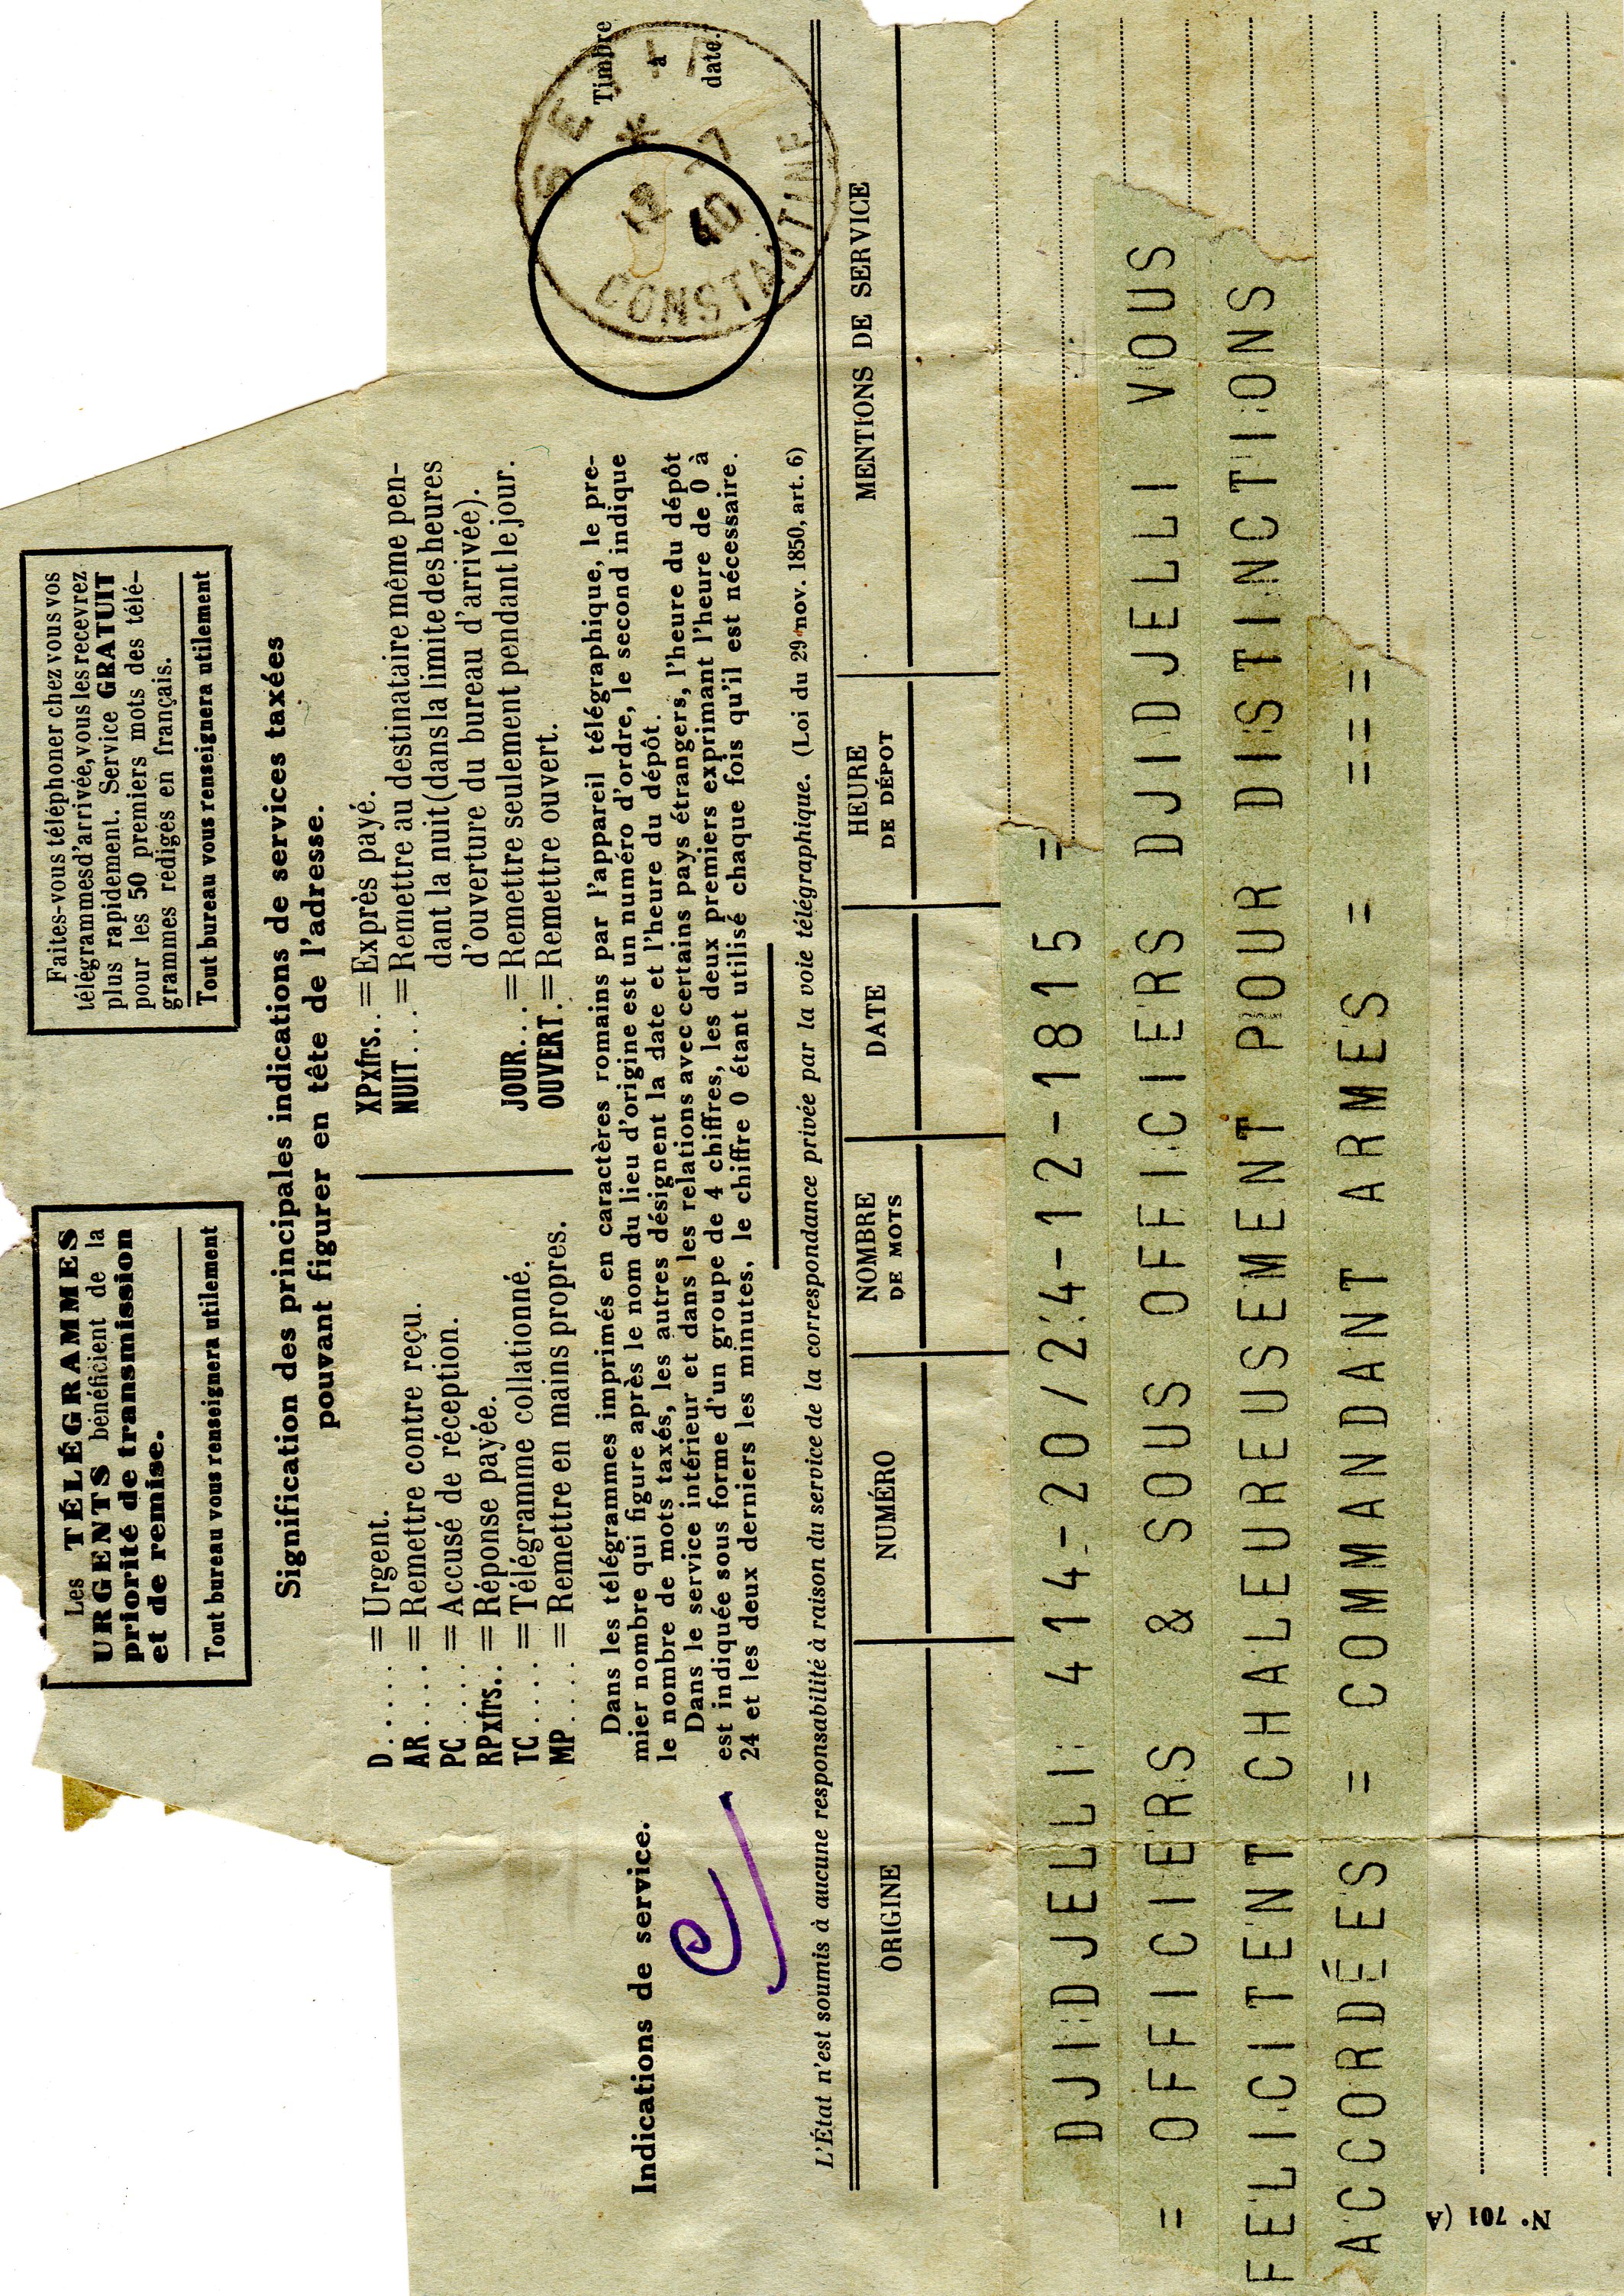 Les TÉLÉGRAMMES
URGENTS bénéficient de la
priorité de transmission
et de remise.
Tout bureau vous renseignera utilement
Faites-vous téléphoner chez vous vos
télégrammes d'arrivée, vous les recevrez
plus rapidement. Service GRATUIT
pour les 50 premiers mots des télé-
grammes rédigés en français.
Tout bureau vous renseignera utilement
Signification des principales indications de services taxées
pouvant figurer en tête de l'adresse.
D..... = Urgent.
AR.... = Remettre contre reçu.
PC .... = Accusé de réception.
RPxfrs.. = Réponse payée.
TC .... = Télégramme collationné.
MP.... = Remettre en mains propres.
XPxfrs.. = Exprès payé.
NUIT... = Remettre au destinataire même pen-
dant la nuit (dans la limite des heures
d'ouverture du bureau d'arrivée).
JOUR... = Remettre seulement pendant le jour.
OUVERT. = Remettre ouvert.
Indications de service.
Dans les télégrammes imprimés en caractères romains par l'appareil télégraphique, le pre-
mier nombre qui figure après le nom du lieu d'origine est un numéro d'ordre, le second indique
le nombre de mots taxés, les autres désignent la date et l'heure du dépôt.
Dans le service intérieur et dans les relations avec certains pays étrangers, l'heure du dépôt
est indiquée sous forme d'un groupe de 4 chiffres, les deux premiers exprimant l'heure de 0 à
24 et les deux derniers les minutes, le chiffre 0 étant utilisé chaque fois qu'il est nécessaire.
Timbre
à
date.
CONSTANTINE
L'État n'est soumis à aucune responsabilité à raison du service de la correspondance privée par la voie télégraphique. (Loi du 29 nov. 1850, art. 6)
ORIGINE NUMÉRO NOMBRE DE MOTS DATE HEURE DE DÉPOT MENTIONS DE SERVICE
DJIDJELLI 414-20/24-12-1815 =
= OFFICIERS & SOUS OFFICIERS DJIDJELLI VOUS
FELICITENT CHALEUREUSEMENT POUR DISTINCTIONS
ACCORDÉES = COMMANDANT ARMES = ===
N° 701 (A